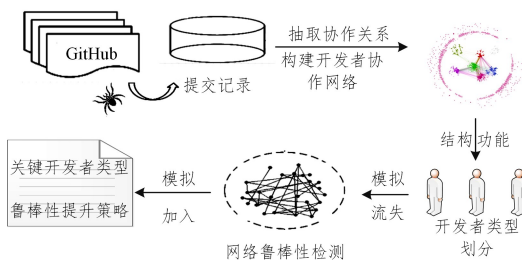 GitHub
提交记录
抽取协作关系
构建开发者协
作网络
结构功能
开发者类型
划分
模拟
流失
网络鲁棒性检测
模拟
加入
关键开发者类型
鲁棒性提升策略